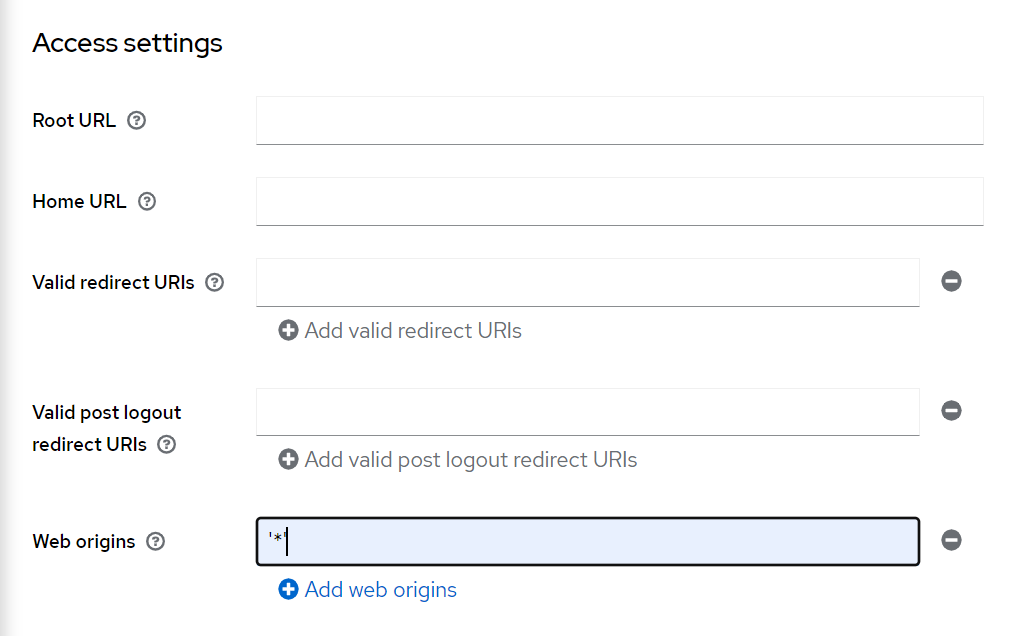 Access settings
Root URL
Home URL
Valid redirect URIs
Add valid redirect URIs
Valid post logout
redirect URIs
Add valid post logout redirect URIs
Web origins
'*'
Add web origins